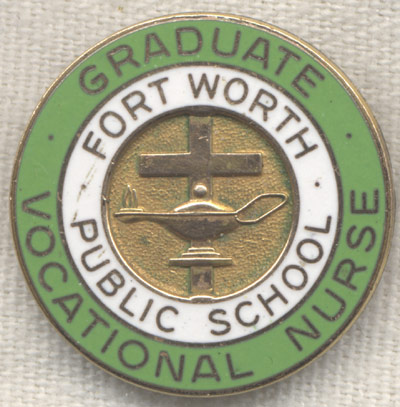 · GRADUATE ·
VOCATIONAL NURSE
FORT WORTH
PUBLIC SCHOOL